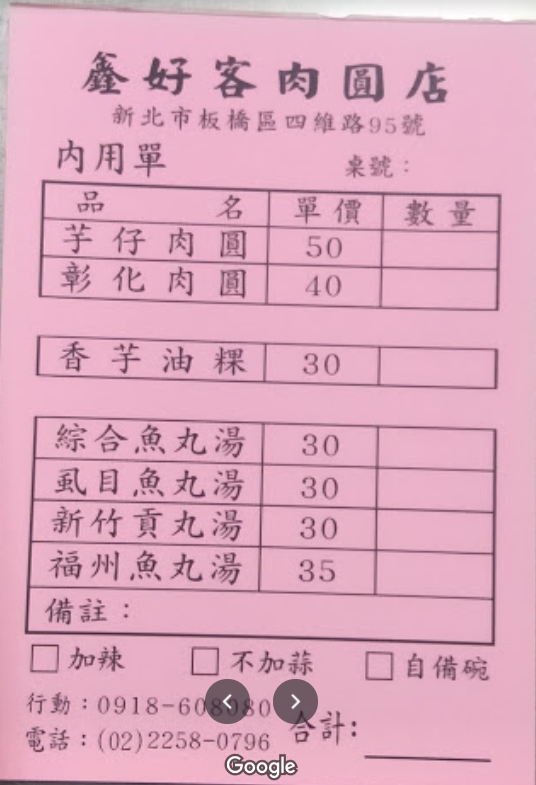 鑫好客肉圓店
新北市板橋區四維路95號
內用單 桌號：
品名 單價 數量
芋仔肉圓 50
彰化肉圓 40
香芋油粿 30
綜合魚丸湯 30
虱目魚丸湯 30
新竹貢丸湯 30
福州魚丸湯 35
備註：
加辣 不加蒜 自備碗
行動：0918-608080
電話：(02)2258-0796 合計:
Google